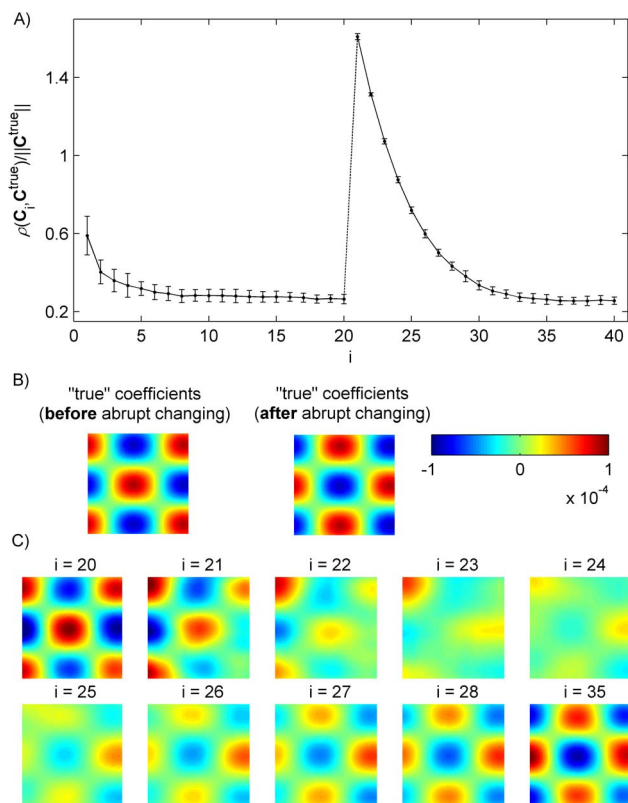 A)
ρ(C_i,C^true)/||C^true||
1.4
1
0.6
0.2
0 5 10 15 20 25 30 35 40
i
B)
"true" coefficients
(before abrupt changing)
"true" coefficients
(after abrupt changing)
-1 0 1
x 10^-4
C)
i = 20 i = 21 i = 22 i = 23 i = 24
i = 25 i = 26 i = 27 i = 28 i = 35